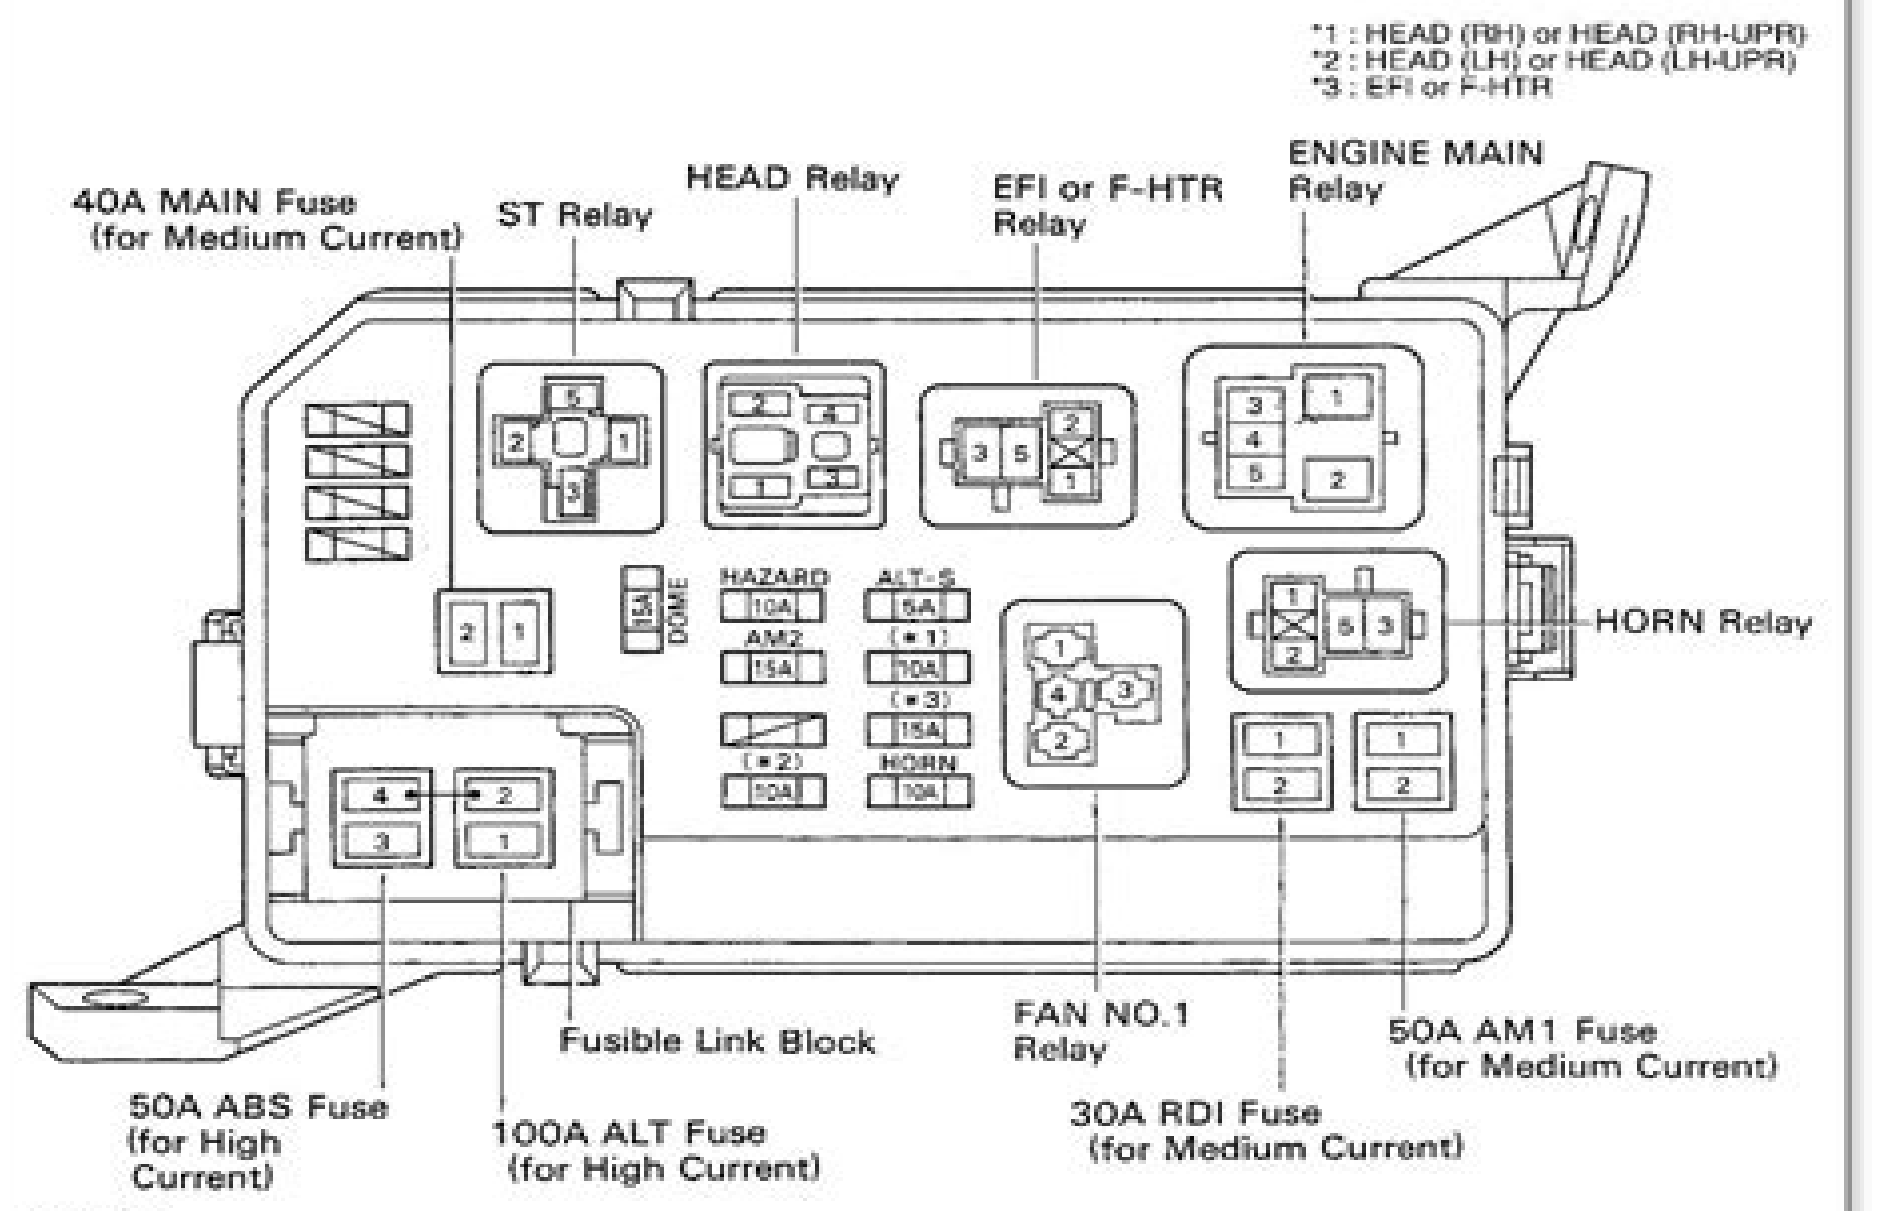 *1 : HEAD (RH) or HEAD (RH-UPR)
*2 : HEAD (LH) or HEAD (LH-UPR)
*3 : EFI or F-HTR
ENGINE MAIN
Relay
HEAD Relay
EFI or F-HTR
Relay
40A MAIN Fuse
(for Medium Current)
ST Relay
5
2
1
3
2
4
1
3
3
5
2
1
3
4
5
1
2
2
1
15A
DOME
HAZARD
10A
AM2
15A
(*2)
10A
ALT-S
5A
(*1)
10A
(*3)
15A
HORN
10A
1
4
3
2
1
2
5
3
HORN Relay
1
2
1
2
4
3
2
1
FAN NO.1
Relay
50A AM1 Fuse
(for Medium Current)
Fusible Link Block
50A ABS Fuse
(for High
Current)
100A ALT Fuse
(for High Current)
30A RDI Fuse
(for Medium Current)